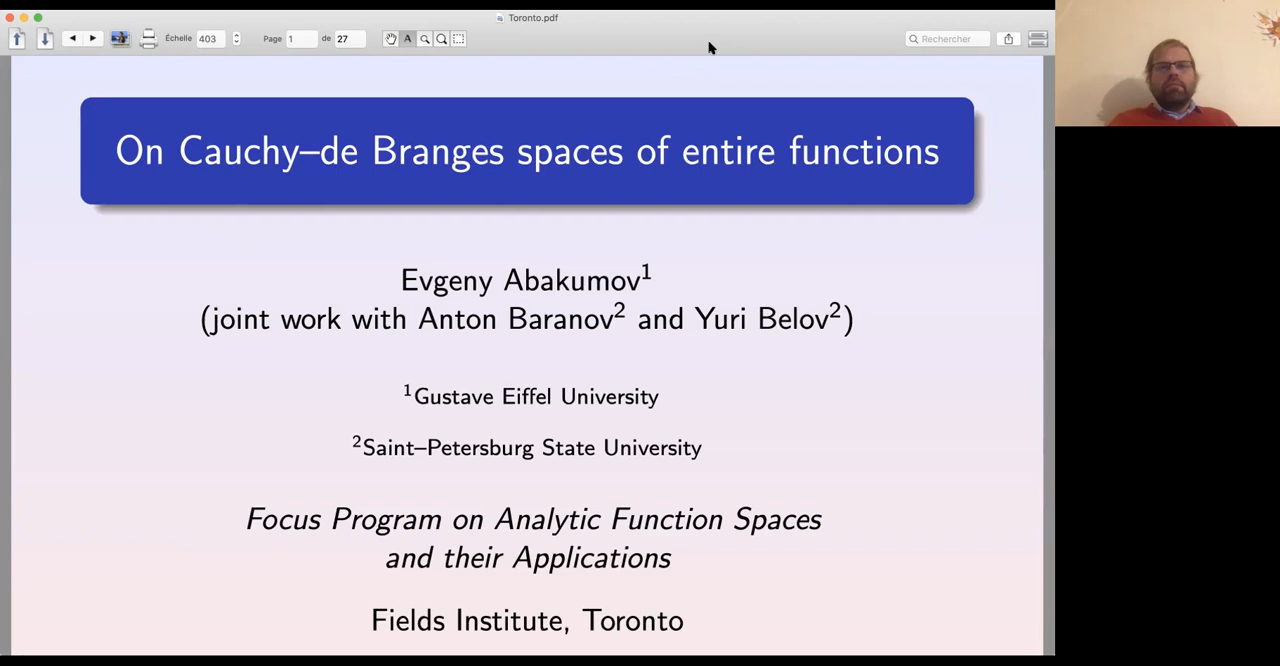 Toronto.pdf
Échelle 403 Page 1 de 27 A Rechercher
On Cauchy–de Branges spaces of entire functions
Evgeny Abakumov¹
(joint work with Anton Baranov² and Yuri Belov²)
¹Gustave Eiffel University
²Saint–Petersburg State University
Focus Program on Analytic Function Spaces
and their Applications
Fields Institute, Toronto